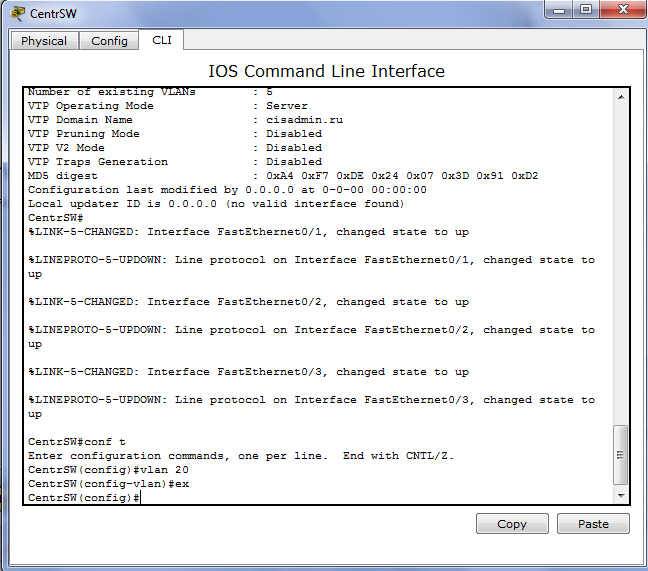 CentrSW
Physical Config CLI
IOS Command Line Interface
Number of existing VLANs : 5
VTP Operating Mode : Server
VTP Domain Name : cisadmin.ru
VTP Pruning Mode : Disabled
VTP V2 Mode : Disabled
VTP Traps Generation : Disabled
MD5 digest : 0xA4 0xF7 0xDE 0x24 0x07 0x3D 0x91 0xD2
Configuration last modified by 0.0.0.0 at 0-0-00 00:00:00
Local updater ID is 0.0.0.0 (no valid interface found)
CentrSW#
%LINK-5-CHANGED: Interface FastEthernet0/1, changed state to up
%LINEPROTO-5-UPDOWN: Line protocol on Interface FastEthernet0/1, changed state to
up
%LINK-5-CHANGED: Interface FastEthernet0/2, changed state to up
%LINEPROTO-5-UPDOWN: Line protocol on Interface FastEthernet0/2, changed state to
up
%LINK-5-CHANGED: Interface FastEthernet0/3, changed state to up
%LINEPROTO-5-UPDOWN: Line protocol on Interface FastEthernet0/3, changed state to
up
CentrSW#conf t
Enter configuration commands, one per line.  End with CNTL/Z.
CentrSW(config)#vlan 20
CentrSW(config-vlan)#ex
CentrSW(config)#
Copy Paste